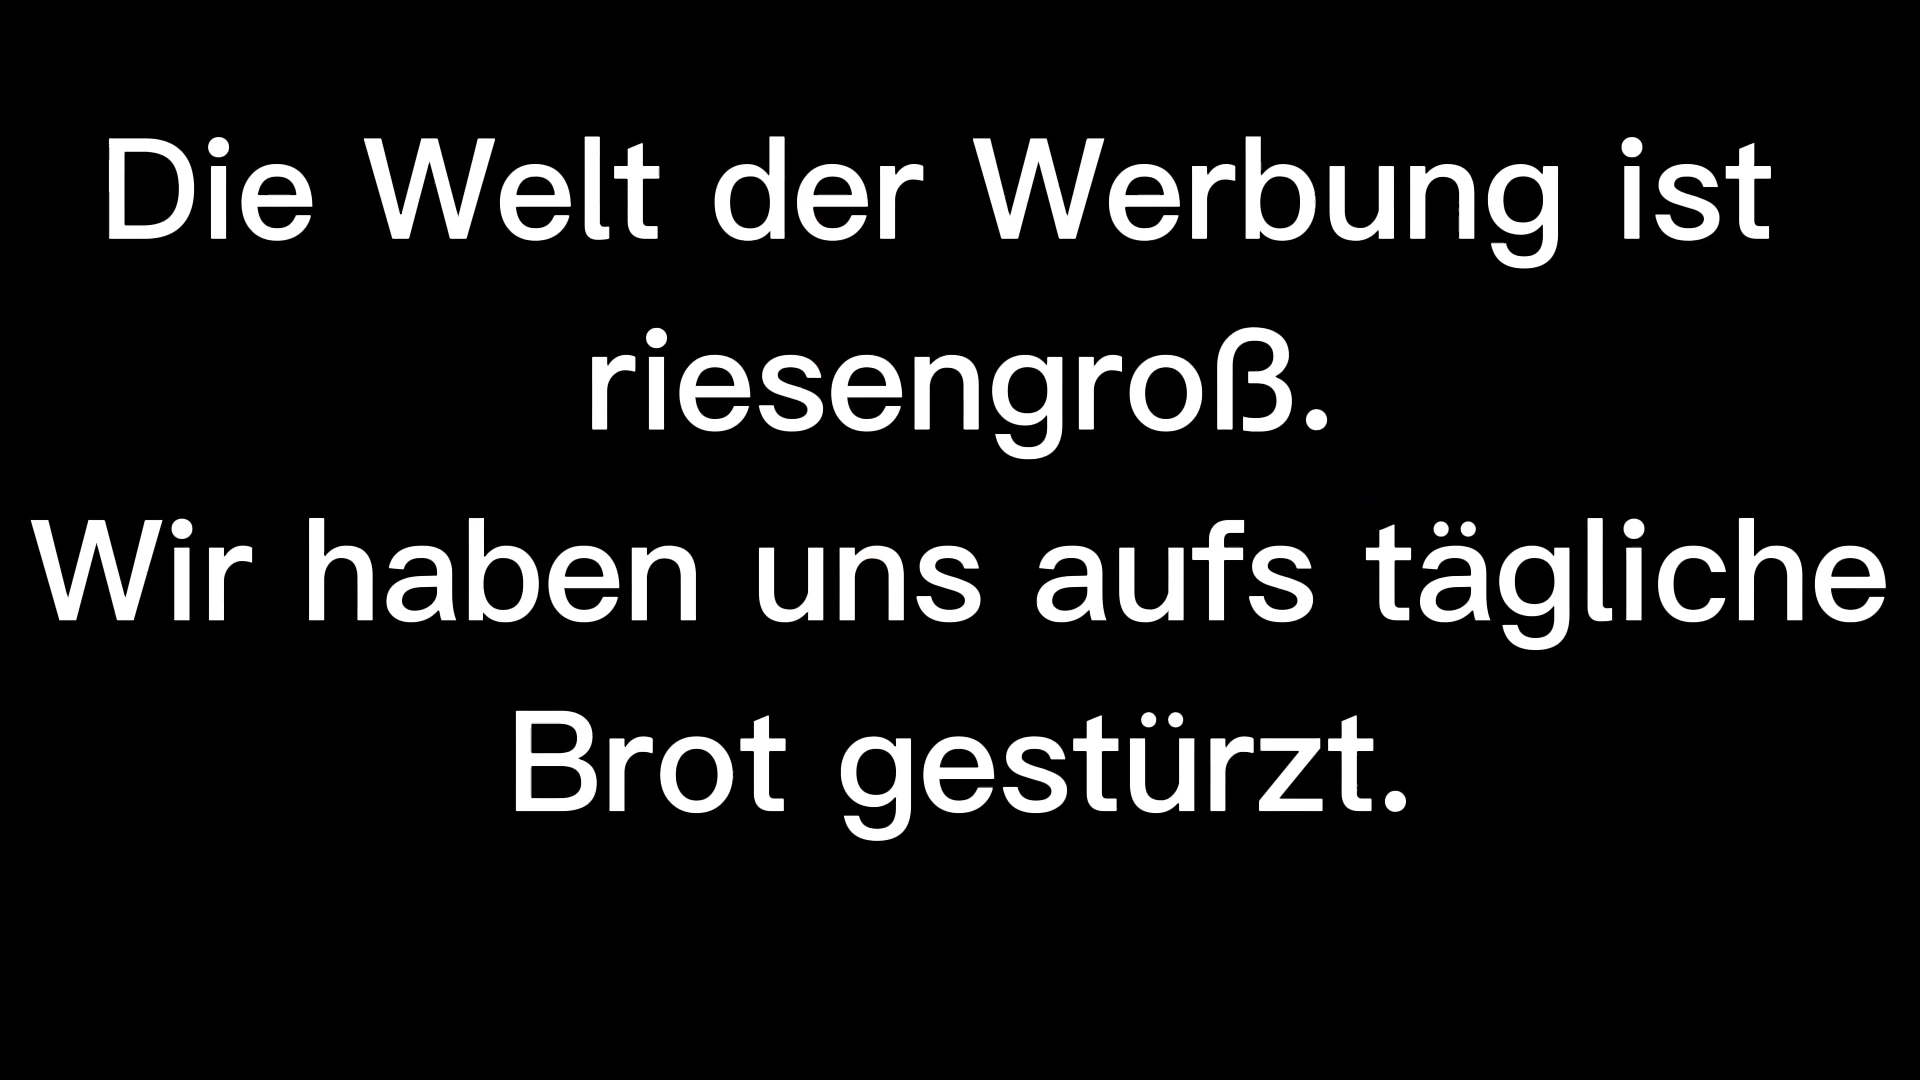 Die Welt der Werbung ist
riesengroß.
Wir haben uns aufs tägliche
Brot gestürzt.